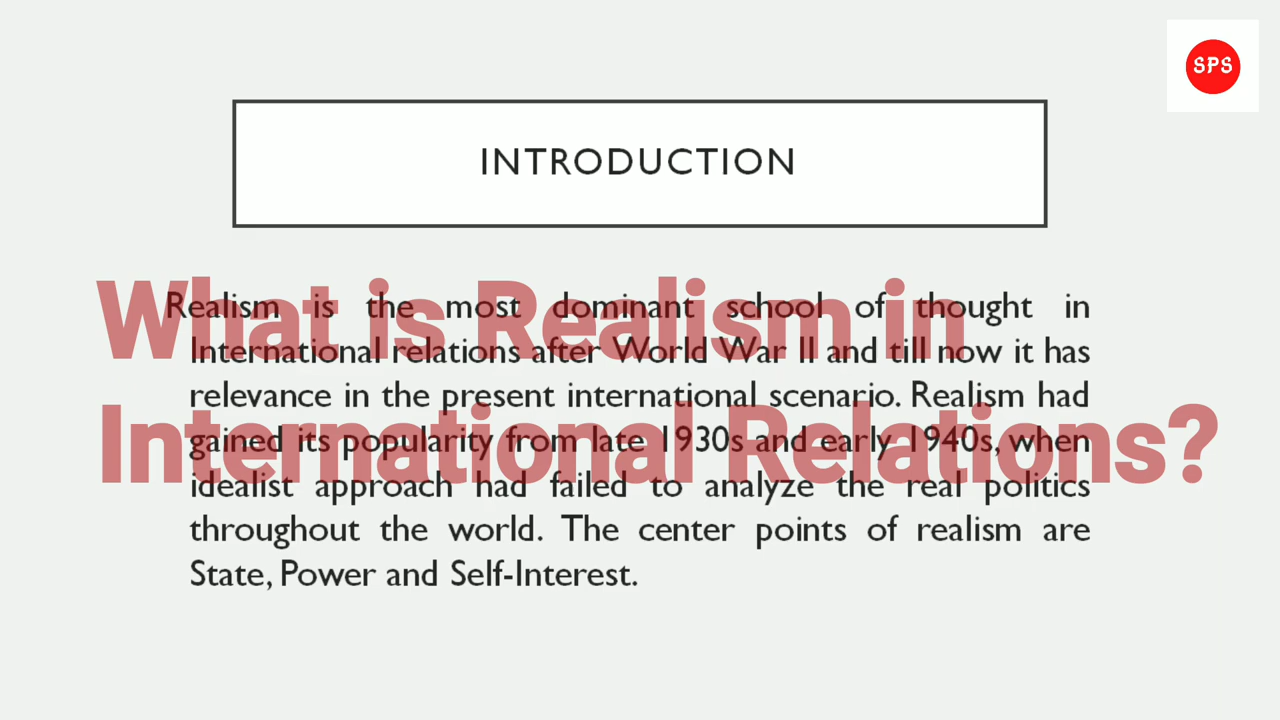 SPS
INTRODUCTION
What is Realism in
International Relations?
Realism is the most dominant school of thought in
International relations after World War II and till now it has
relevance in the present international scenario. Realism had
gained its popularity from late 1930s and early 1940s, when
idealist approach had failed to analyze the real politics
throughout the world. The center points of realism are
State, Power and Self-Interest.